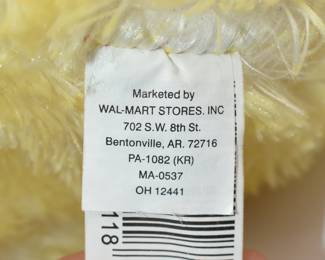 Marketed by
WAL-MART STORES. INC
702 S.W. 8th St.
Bentonville, AR. 72716
PA-1082 (KR)
MA-0537
OH 12441
118